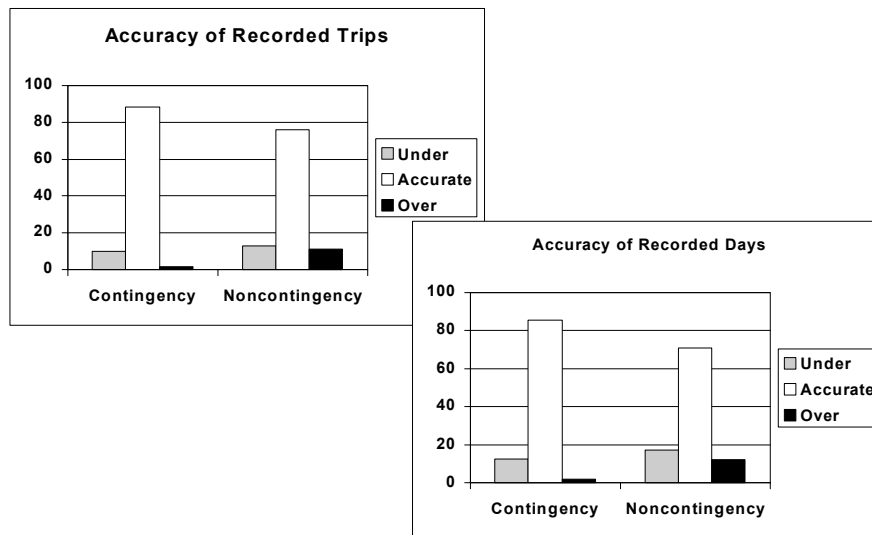 Accuracy of Recorded Trips
100
80
60
40
20
0
Contingency Noncontingency
Under
Accurate
Over
Accuracy of Recorded Days
100
80
60
40
20
0
Contingency Noncontingency
Under
Accurate
Over